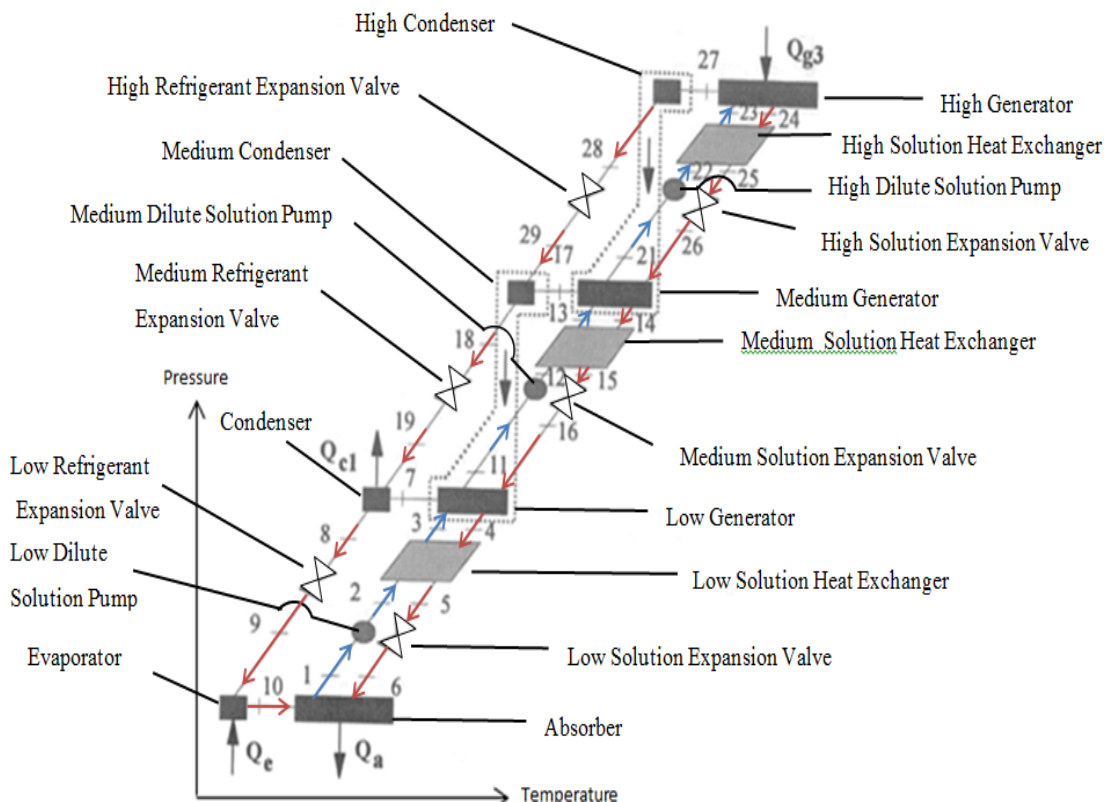 High Condenser
27
Qg3
High Refrigerant Expansion Valve
High Generator
23
24
Medium Condenser
28
High Solution Heat Exchanger
22
25
High Dilute Solution Pump
Medium Dilute Solution Pump
29
17
26
High Solution Expansion Valve
21
Medium Refrigerant
Expansion Valve
13
14
Medium Generator
18
Medium Solution Heat Exchanger
Pressure
12
15
19
16
Condenser
Medium Solution Expansion Valve
Qc1
7
11
Low Refrigerant
Expansion Valve
8
3
4
Low Generator
Low Dilute
Solution Pump
2
5
Low Solution Heat Exchanger
9
Evaporator
1
6
Low Solution Expansion Valve
10
Absorber
Qe
Qa
Temperature